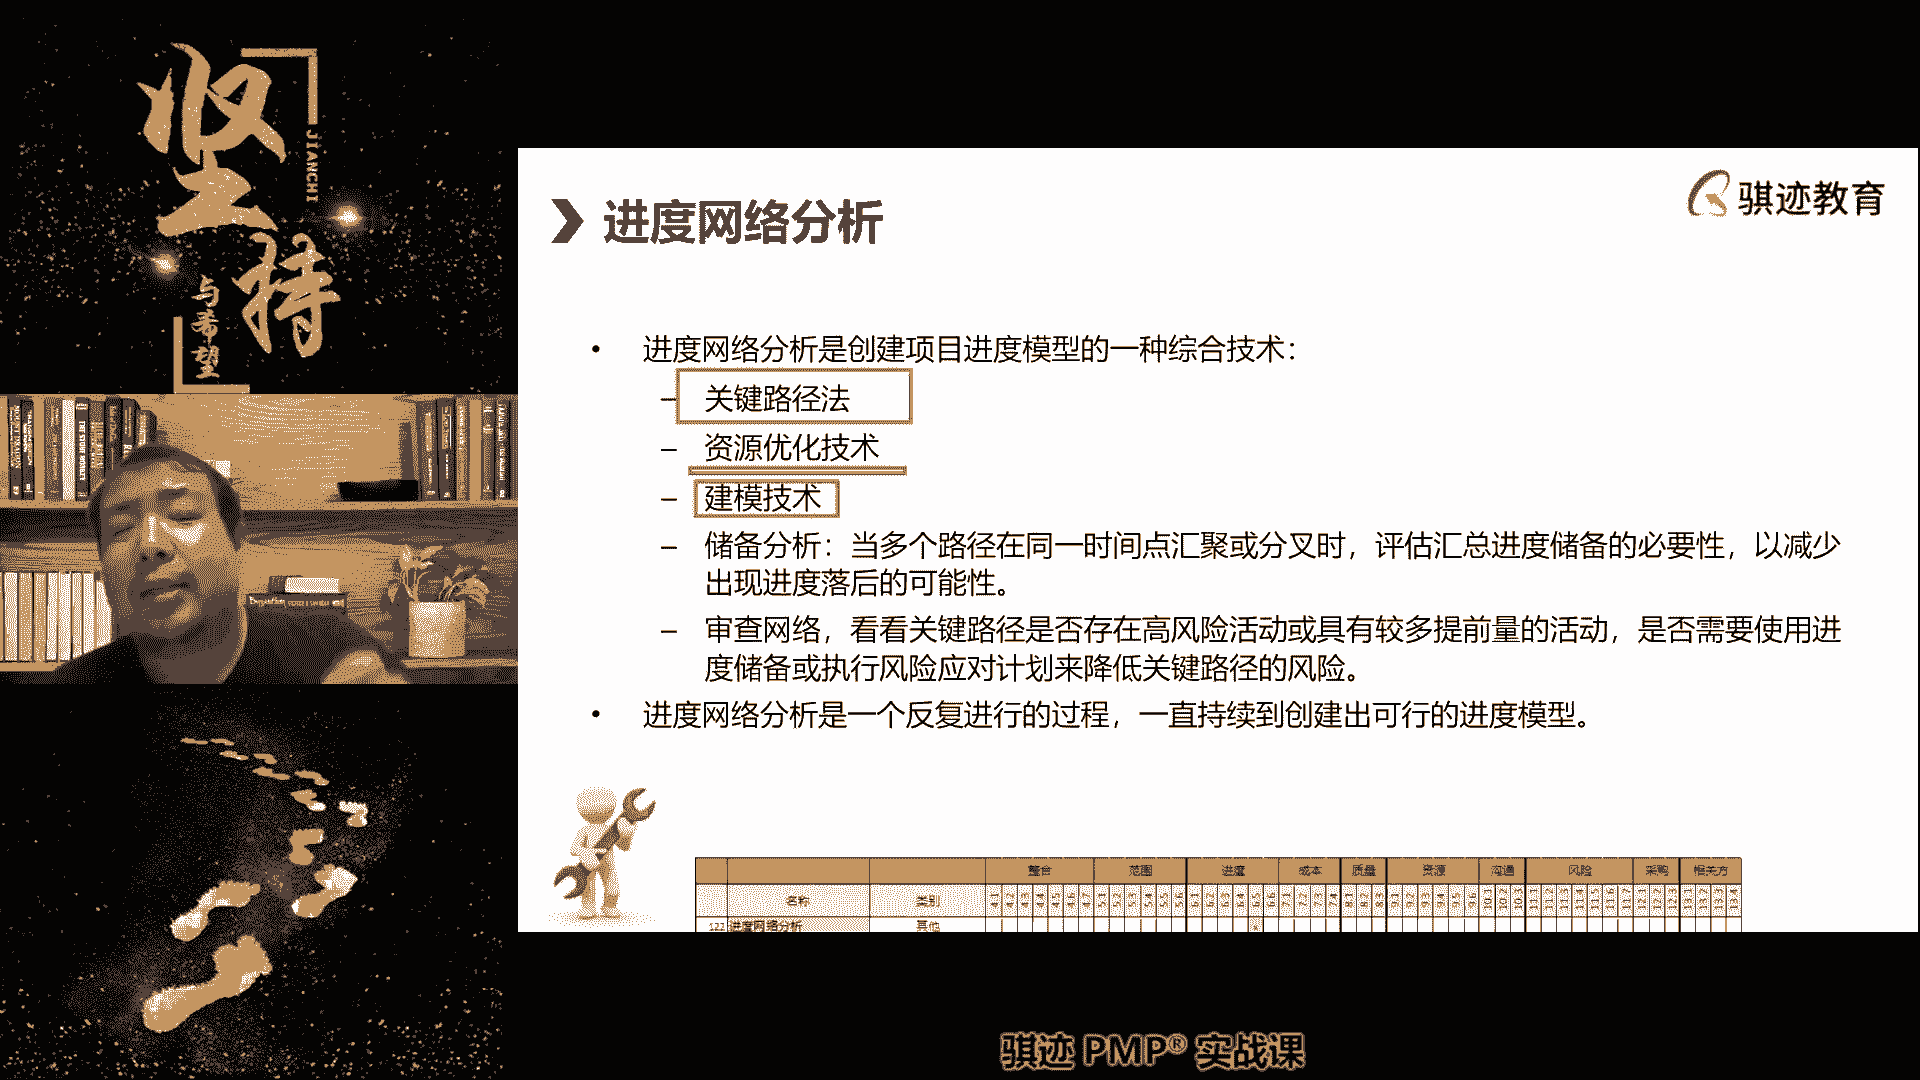 坚持
JIANCHI
与希望
骐迹教育
进度网络分析
• 进度网络分析是创建项目进度模型的一种综合技术：
– 关键路径法
– 资源优化技术
– 建模技术
– 储备分析：当多个路径在同一时间点汇聚或分叉时，评估汇总进度储备的必要性，以减少
出现进度落后的可能性。
– 审查网络，看看关键路径是否存在高风险活动或具有较多提前量的活动，是否需要使用进
度储备或执行风险应对计划来降低关键路径的风险。
• 进度网络分析是一个反复进行的过程，一直持续到创建出可行的进度模型。
整合 范围 进度 成本 质量 资源 沟通 风险 采购 相关方
名称 类别
122 进度网络分析 其他
骐迹 PMP® 实战课